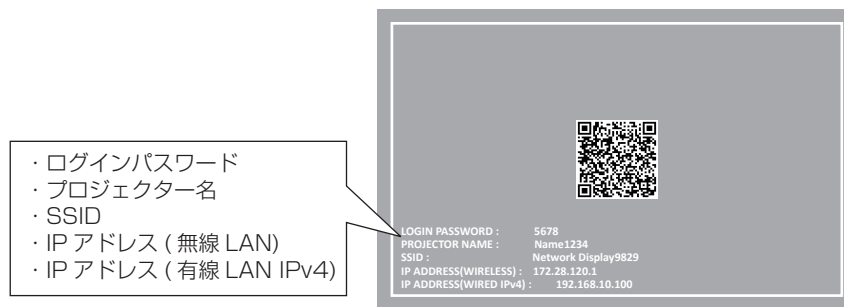 ・ログインパスワード
・プロジェクター名
・SSID
・IP アドレス ( 無線 LAN)
・IP アドレス ( 有線 LAN IPv4)
LOGIN PASSWORD : 5678
PROJECTOR NAME : Name1234
SSID : Network Display9829
IP ADDRESS(WIRELESS) : 172.28.120.1
IP ADDRESS(WIRED IPv4) : 192.168.10.100